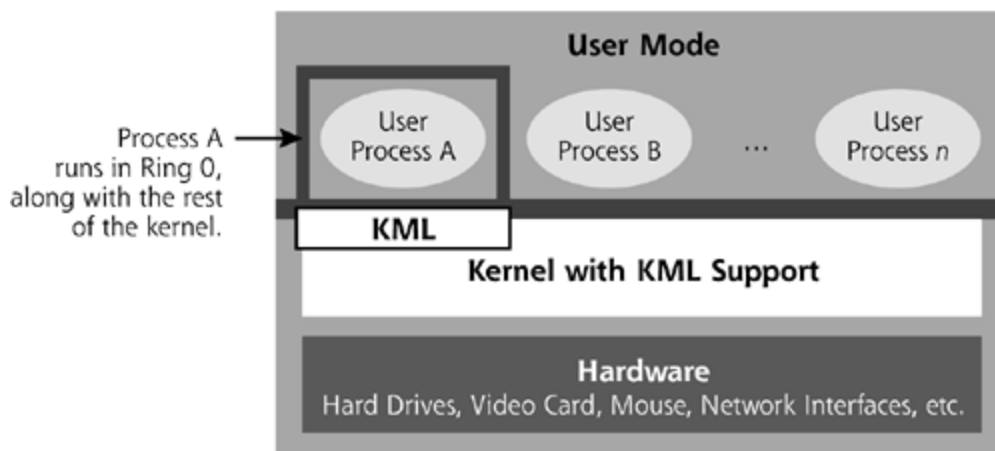 User Mode
User
Process A
User
Process B
...
User
Process n
Process A
runs in Ring 0,
along with the rest
of the kernel.
KML
Kernel with KML Support
Hardware
Hard Drives, Video Card, Mouse, Network Interfaces, etc.